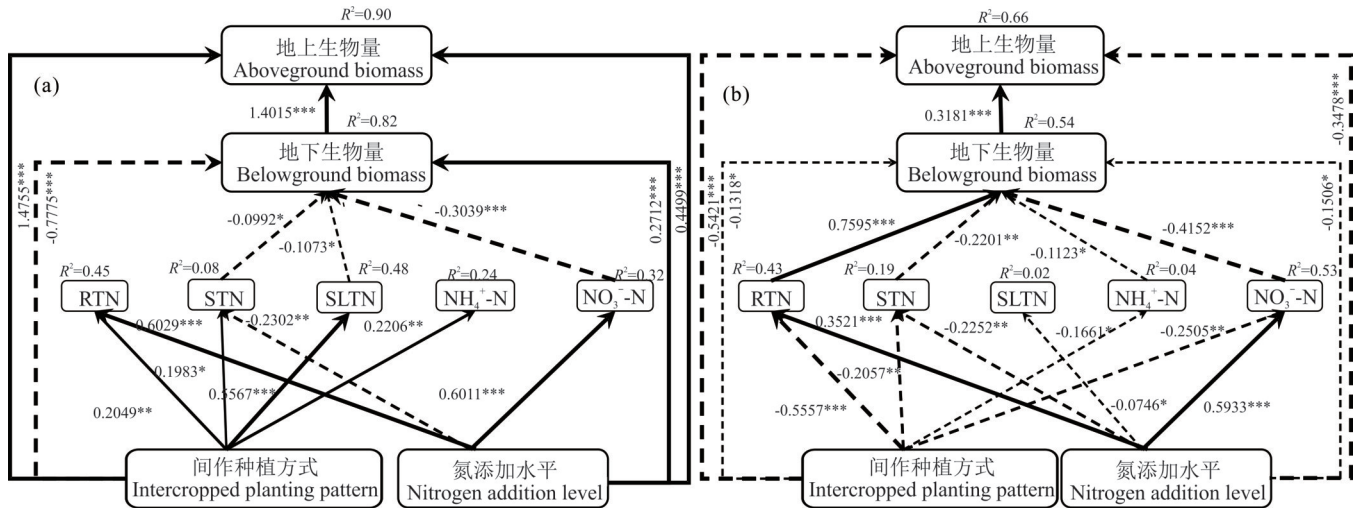 (a)
R²=0.90
地上生物量
Aboveground biomass
1.4015***
R²=0.82
地下生物量
Belowground biomass
1.4755***
-0.7775***
0.2712***
0.4499***
-0.0992*
-0.1073*
-0.3039***
R²=0.45
RTN
R²=0.08
STN
R²=0.48
SLTN
R²=0.24
NH₄⁺-N
R²=0.32
NO₃⁻-N
0.6029***
-0.2302**
0.2206**
0.1983*
0.5567***
0.6011***
0.2049**
间作种植方式
Intercropped planting pattern
氮添加水平
Nitrogen addition level
(b)
R²=0.66
地上生物量
Aboveground biomass
0.3181***
R²=0.54
地下生物量
Belowground biomass
-0.5421***
-0.1318*
-0.1506*
-0.3478***
0.7595***
-0.2201**
-0.1123*
-0.4152***
R²=0.43
RTN
R²=0.19
STN
R²=0.02
SLTN
R²=0.04
NH₄⁺-N
R²=0.53
NO₃⁻-N
0.3521***
-0.2252**
-0.1661*
-0.2505**
-0.2057**
-0.5557***
-0.0746*
0.5933***
间作种植方式
Intercropped planting pattern
氮添加水平
Nitrogen addition level